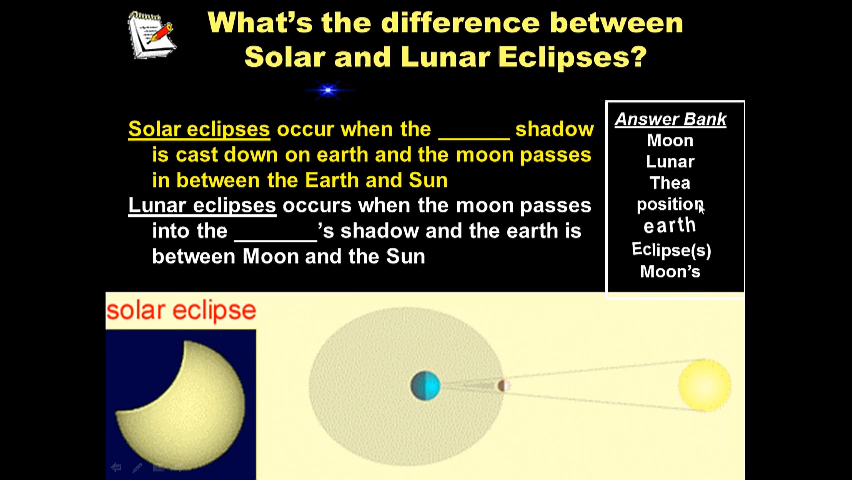 What's the difference between
Solar and Lunar Eclipses?
Solar eclipses occur when the ______ shadow
is cast down on earth and the moon passes
in between the Earth and Sun
Lunar eclipses occurs when the moon passes
into the _______'s shadow and the earth is
between Moon and the Sun
Answer Bank
Moon
Lunar
Thea
position
earth
Eclipse(s)
Moon's
solar eclipse